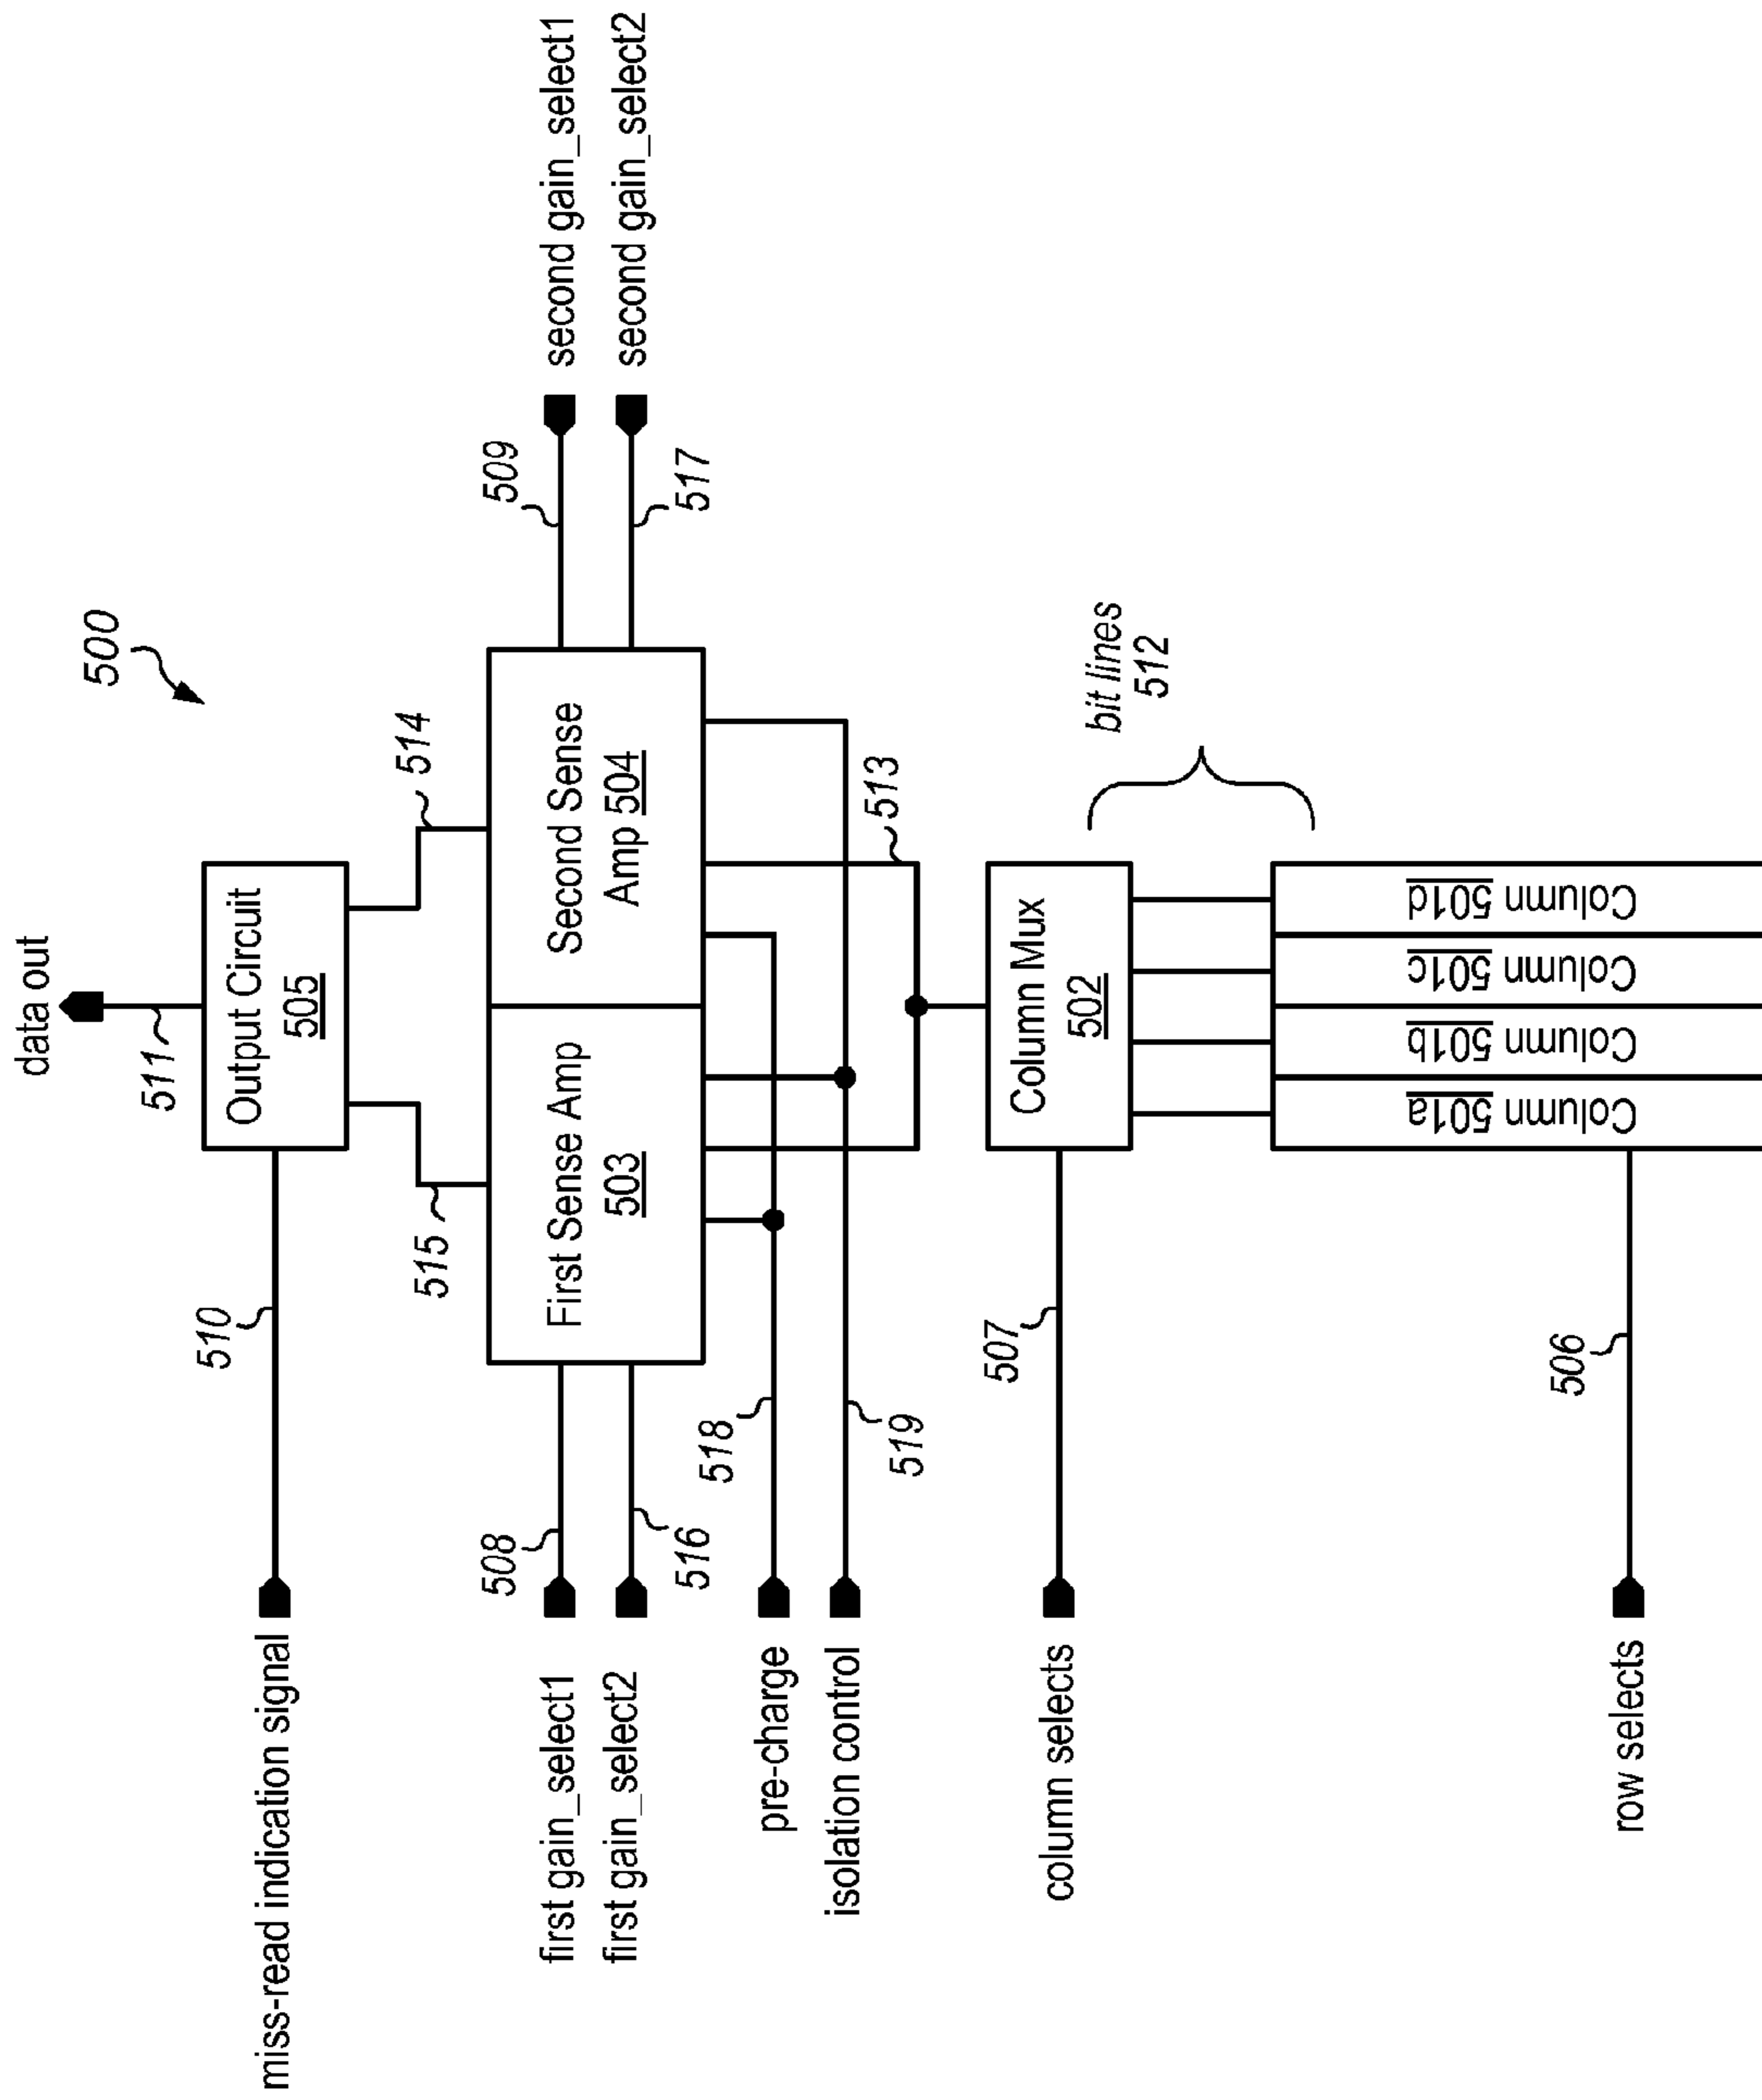 data out
500
511
Output Circuit
505
510
miss-read indication signal
515
514
First Sense Amp
503
Second Sense
Amp 504
508
first gain_select1
516
first gain_select2
509
second gain_select1
517
second gain_select2
518
pre-charge
519
isolation control
513
Column Mux
502
507
column selects
bit lines
512
Column 501a
Column 501b
Column 501c
Column 501d
506
row selects